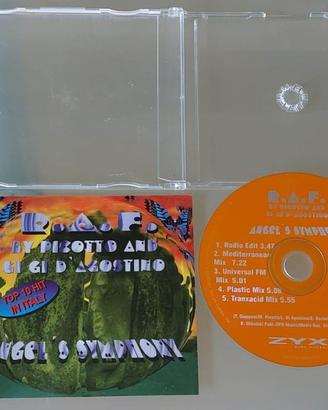 R.A.F.
BY PICOTTO AND
GI GI D'AGOSTINO
TOP 10 HIT
IN ITALY
ANGEL'S SYMPHONY
R.A.F.
BY PICOTTO AND
GI GI D'AGOSTINO
ANGEL'S SYMPHO
1. Radio Edit 3.47
2. Mediterranean
Mix 7.22
3. Universal FM
Mix 5.01
4. Plastic Mix 5.08
5. Tranxacid Mix 5.55
ZYX